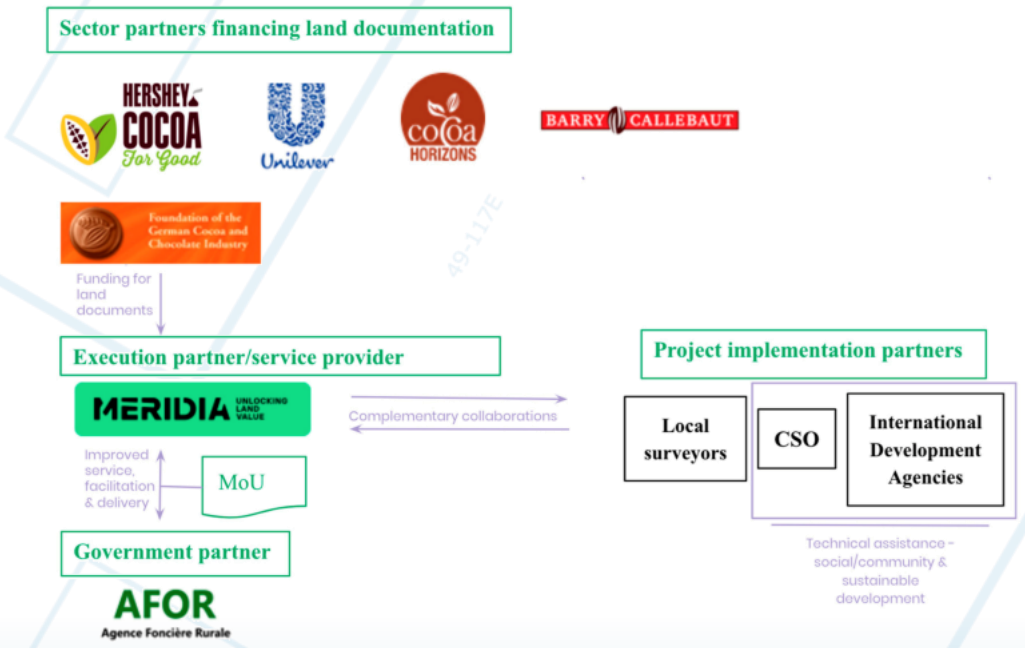 Sector partners financing land documentation
HERSHEY
COCOA
For Good
Unilever
cocoa
HORIZONS
BARRY CALLEBAUT
Foundation of the
German Cocoa and
Chocolate Industry
49-117E
Funding for
land
documents
Execution partner/service provider
MERIDIA UNLOCKING
LAND
VALUE
Complementary collaborations
Project implementation partners
Local
surveyors
CSO
International
Development
Agencies
Technical assistance -
social/community &
sustainable
development
Improved
service,
facilitation
& delivery
MoU
Government partner
AFOR
Agence Foncière Rurale